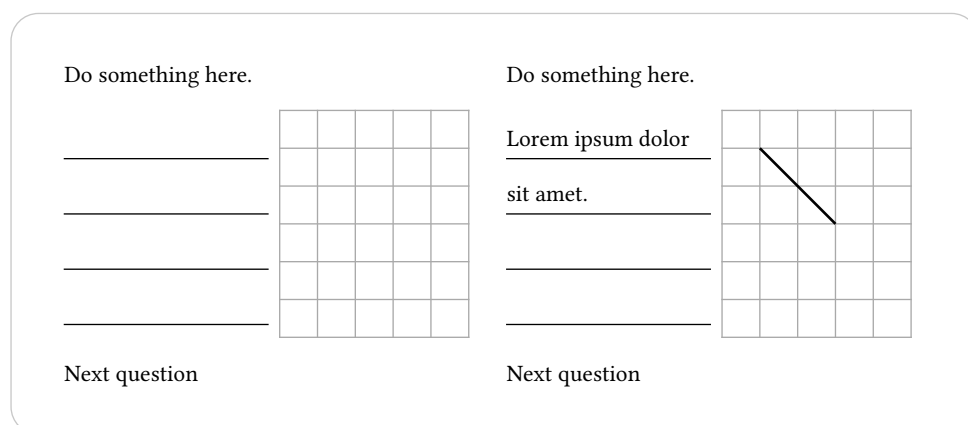 Do something here.
Next question
Do something here.
Lorem ipsum dolor
sit amet.
Next question